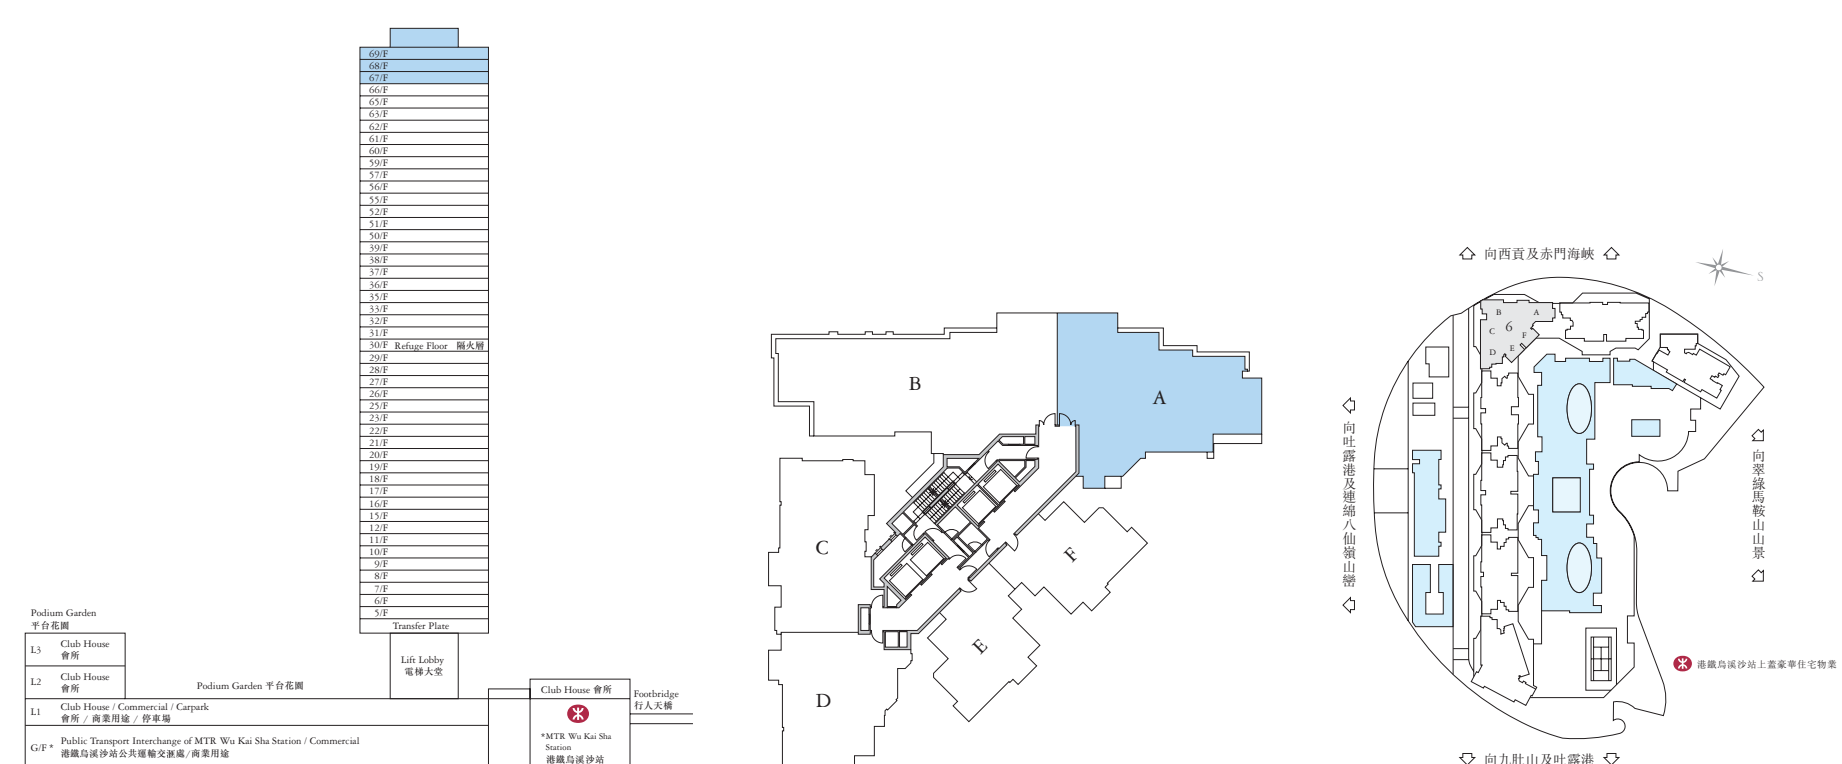 69/F
68/F
67/F
66/F
65/F
63/F
62/F
61/F
60/F
59/F
57/F
56/F
55/F
52/F
51/F
50/F
39/F
38/F
37/F
36/F
35/F
33/F
32/F
31/F
30/F Refuge Floor 隔火層
29/F
28/F
27/F
26/F
25/F
23/F
22/F
21/F
20/F
19/F
18/F
17/F
16/F
15/F
12/F
11/F
10/F
9/F
8/F
7/F
6/F
5/F
Transfer Plate
Lift Lobby
電梯大堂
Podium Garden
平台花園
L3 Club House
會所
L2 Club House
會所
Podium Garden 平台花園
L1 Club House / Commercial / Carpark
會所 / 商業用途 / 停車場
G/F * Public Transport Interchange of MTR Wu Kai Sha Station / Commercial
港鐵烏溪沙站公共運輸交滙處/商業用途
Club House 會所
*MTR Wu Kai Sha
Station
港鐵烏溪沙站
Footbridge
行人天橋
A
B
C
D
E
F
向西貢及赤門海峽
S
B
A
C
6
F
D
E
向吐露港及連綿八仙嶺山巒
向翠綠馬鞍山山景
港鐵烏溪沙站上蓋豪華住宅物業
向九肚山及吐露港